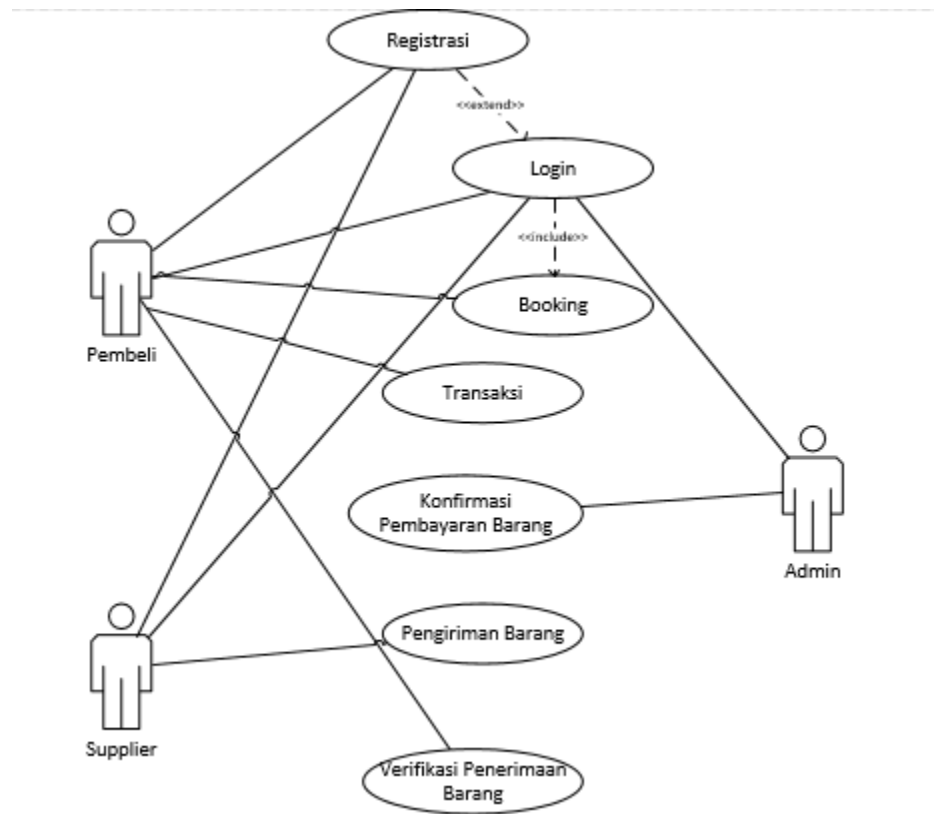 Registrasi
<<extend>>
Login
<<include>>
Booking
Pembeli
Transaksi
Konfirmasi
Pembayaran Barang
Admin
Pengiriman Barang
Supplier
Verifikasi Penerimaan
Barang